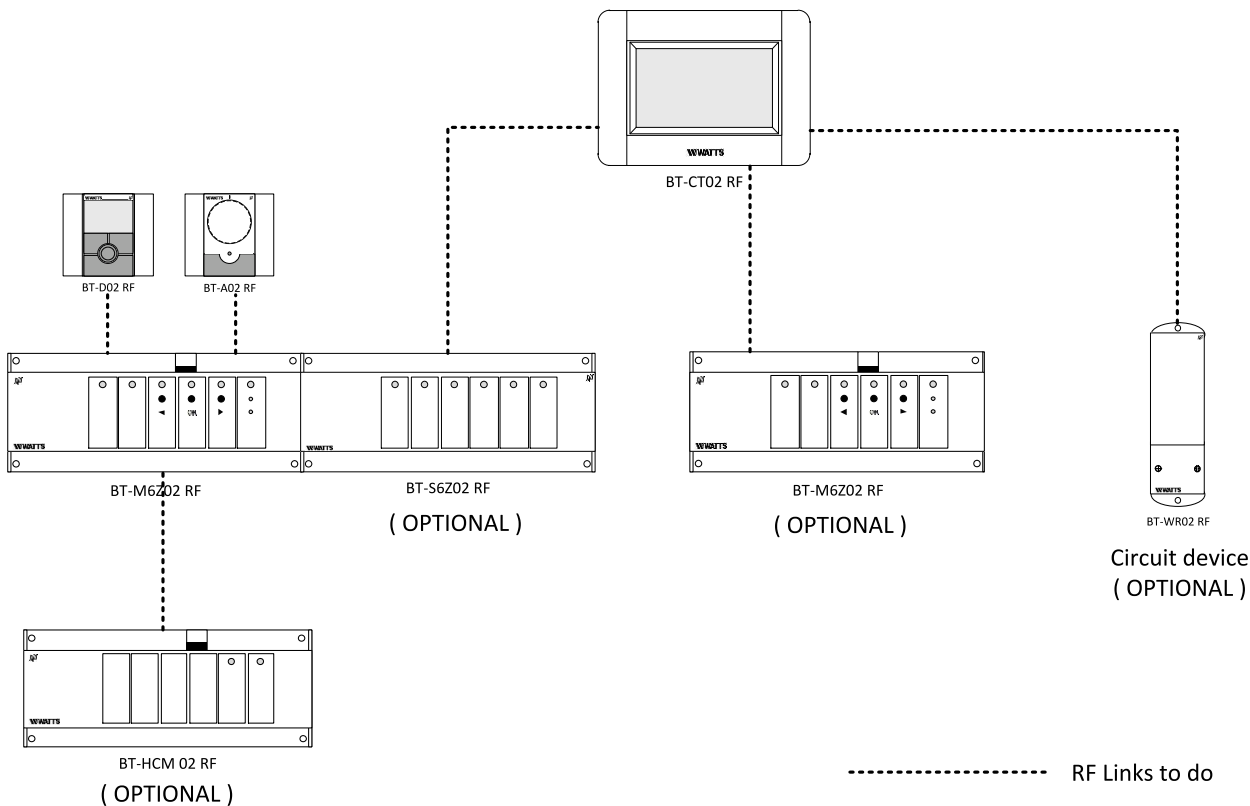 WATTS
BT-CT02 RF
WATTS
WATTS
BT-D02 RF
BT-A02 RF
WATTS
WATTS
WATTS
BT-M6Z02 RF
BT-S6Z02 RF
( OPTIONAL )
BT-M6Z02 RF
( OPTIONAL )
WATTS
BT-WR02 RF
Circuit device
( OPTIONAL )
WATTS
BT-HCM 02 RF
( OPTIONAL )
RF Links to do